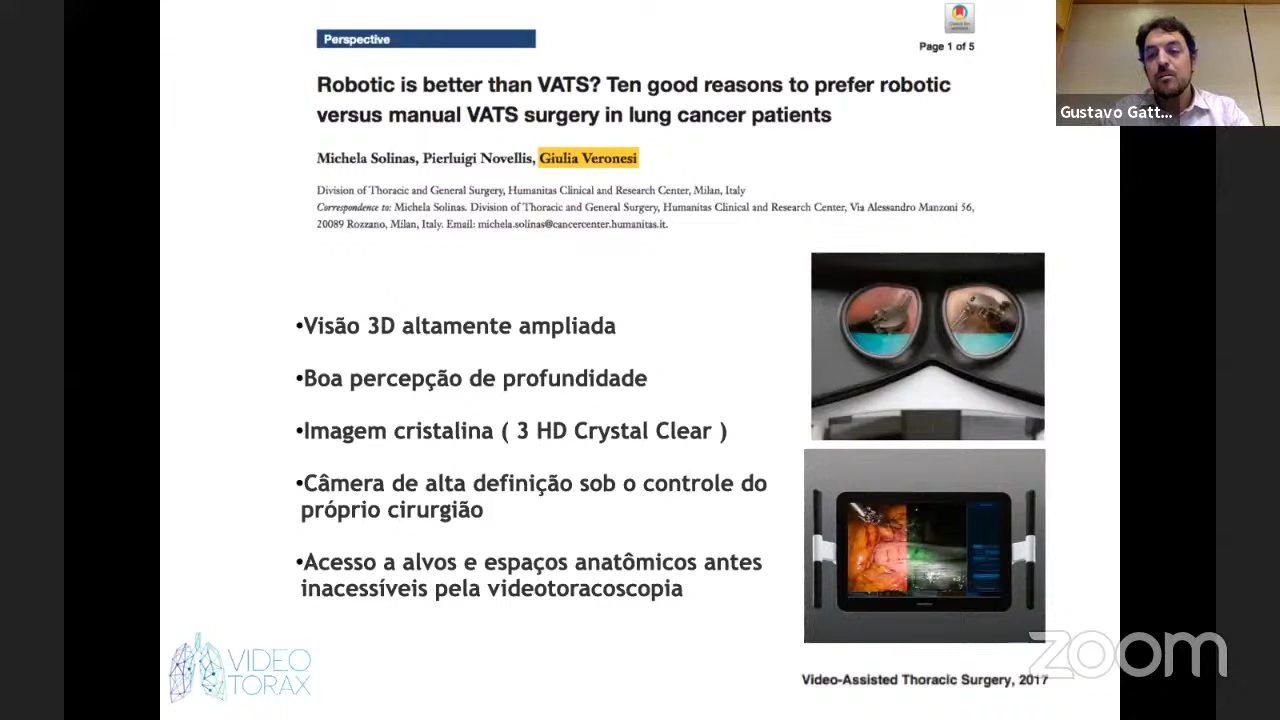 Perspective
Page 1 of 5
Robotic is better than VATS? Ten good reasons to prefer robotic
versus manual VATS surgery in lung cancer patients
Michela Solinas, Pierluigi Novellis, Giulia Veronesi
Division of Thoracic and General Surgery, Humanitas Clinical and Research Center, Milan, Italy
Correspondence to: Michela Solinas. Division of Thoracic and General Surgery, Humanitas Clinical and Research Center, Via Alessandro Manzoni 56,
20089 Rozzano, Milan, Italy. Email: michela.solinas@cancercenter.humanitas.it.
Gustavo Gatt...
•Visão 3D altamente ampliada
•Boa percepção de profundidade
•Imagem cristalina ( 3 HD Crystal Clear )
•Câmera de alta definição sob o controle do
próprio cirurgião
•Acesso a alvos e espaços anatômicos antes
inacessíveis pela videotoracoscopia
VIDEO
TORAX
zoom
Video-Assisted Thoracic Surgery, 2017